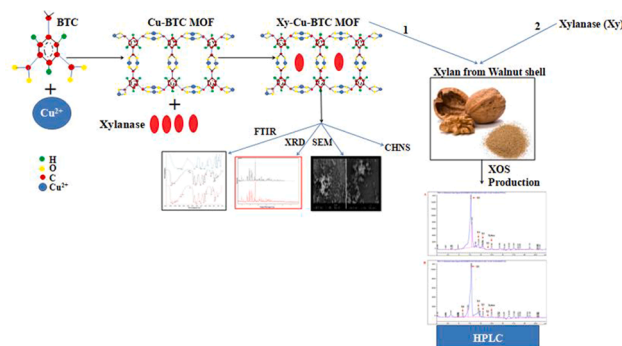 BTC
Cu-BTC MOF
Xy-Cu-BTC MOF
1
2
Xylanase (Xy)
+
Cu²⁺
+
Xylanase
Xylan from Walnut shell
FTIR
XRD
SEM
CHNS
H
O
C
Cu²⁺
XOS
Production
HPLC